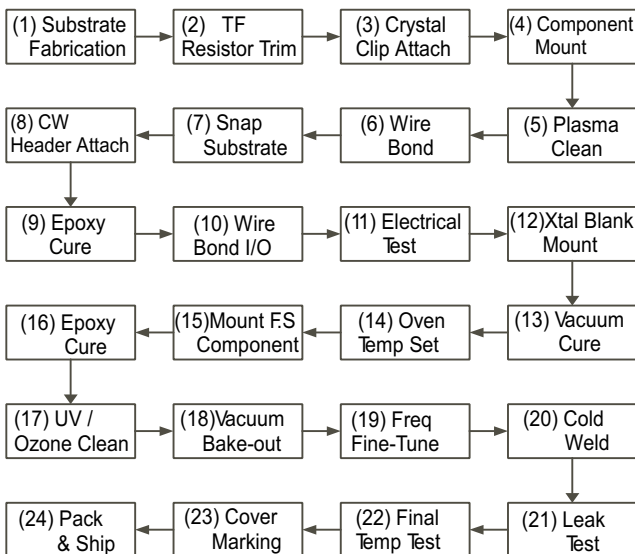 (1) Substrate
Fabrication
(2) TF
Resistor Trim
(3) Crystal
Clip Attach
(4) Component
Mount
(5) Plasma
Clean
(6) Wire
Bond
(7) Snap
Substrate
(8) CW
Header Attach
(9) Epoxy
Cure
(10) Wire
Bond I/O
(11) Electrical
Test
(12)Xtal Blank
Mount
(13) Vacuum
Cure
(14) Oven
Temp Set
(15)Mount F.S
Component
(16) Epoxy
Cure
(17) UV /
Ozone Clean
(18)Vacuum
Bake-out
(19) Freq
Fine-Tune
(20) Cold
Weld
(21) Leak
Test
(22) Final
Temp Test
(23) Cover
Marking
(24) Pack
& Ship